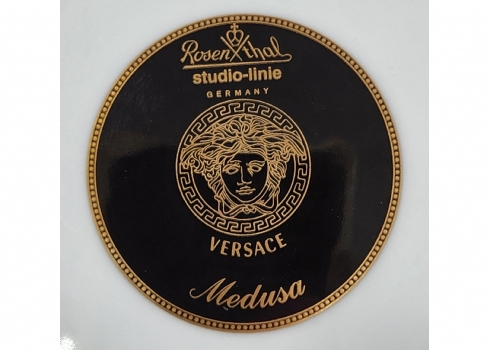 Rosenthal
studio-linie
GERMANY
VERSACE
Medusa